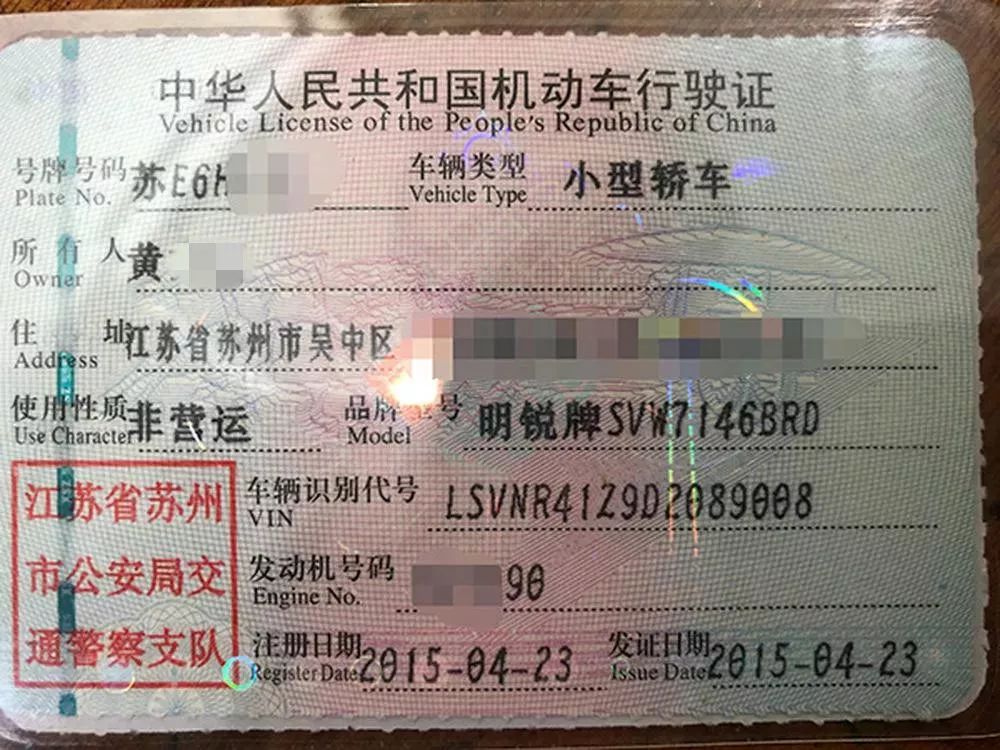 中华人民共和国机动车行驶证
Vehicle License of the People's Republic of China
号牌号码 苏E6H 车辆类型 小型轿车
Plate No. Vehicle Type
所有人 黄
Owner
住址 江苏省苏州市吴中区
Address
使用性质 非营运 品牌型号 明锐牌SVW7146BRD
Use Character Model
江苏省苏州 车辆识别代号 LSVNR41Z9D2089008
VIN
市公安局交 发动机号码 90
Engine No.
通警察支队 注册日期 2015-04-23 发证日期 2015-04-23
Register Date Issue Date